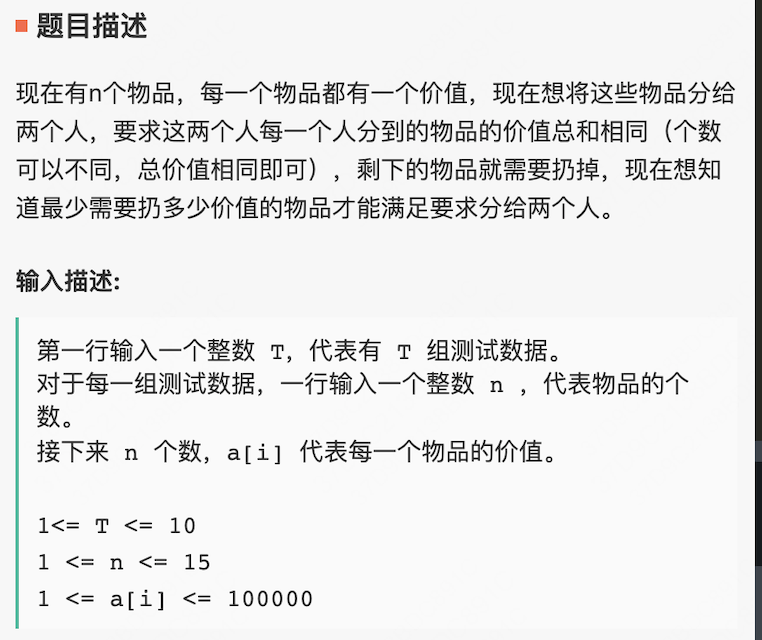 题目描述
现在有n个物品，每一个物品都有一个价值，现在想将这些物品分给
两个人，要求这两个人每一个人分到的物品的价值总和相同（个数
可以不同，总价值相同即可），剩下的物品就需要扔掉，现在想知
道最少需要扔多少价值的物品才能满足要求分给两个人。
输入描述:
第一行输入一个整数 T，代表有 T 组测试数据。
对于每一组测试数据，一行输入一个整数 n ，代表物品的个
数。
接下来 n 个数，a[i] 代表每一个物品的价值。
1<= T <= 10
1 <= n <= 15
1 <= a[i] <= 100000